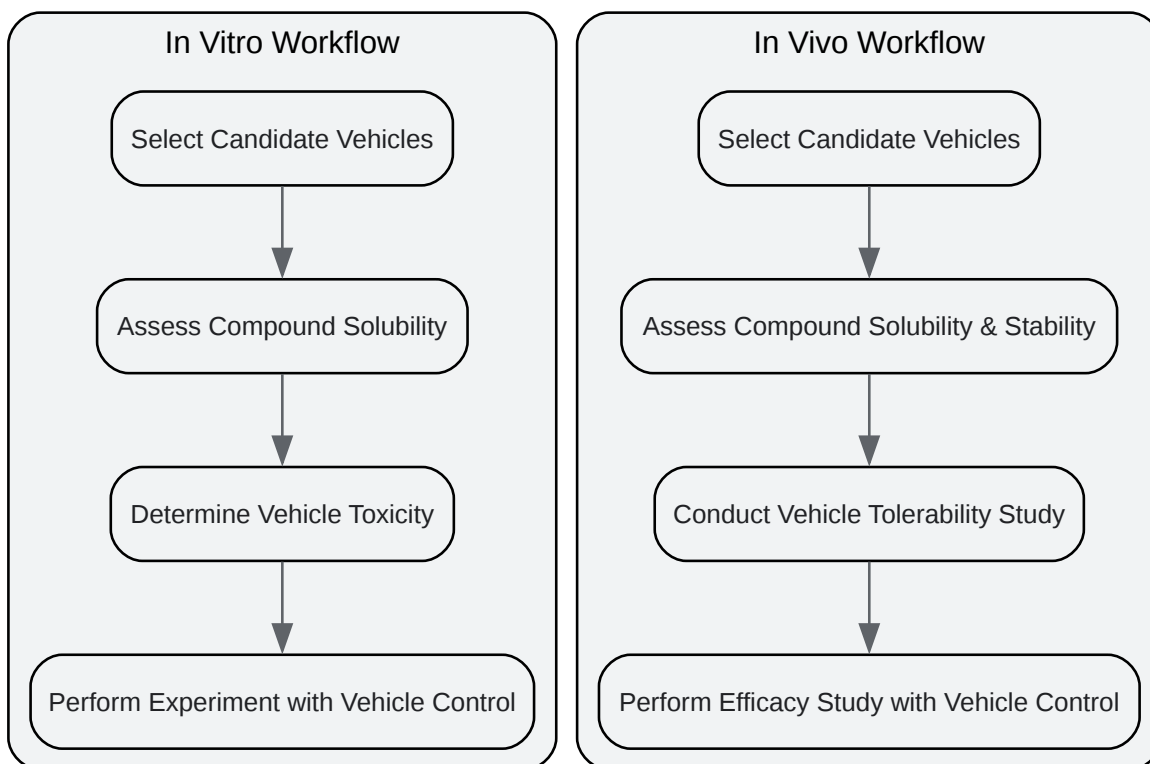 In Vitro Workflow
Select Candidate Vehicles
Assess Compound Solubility
Determine Vehicle Toxicity
Perform Experiment with Vehicle Control
In Vivo Workflow
Select Candidate Vehicles
Assess Compound Solubility & Stability
Conduct Vehicle Tolerability Study
Perform Efficacy Study with Vehicle Control